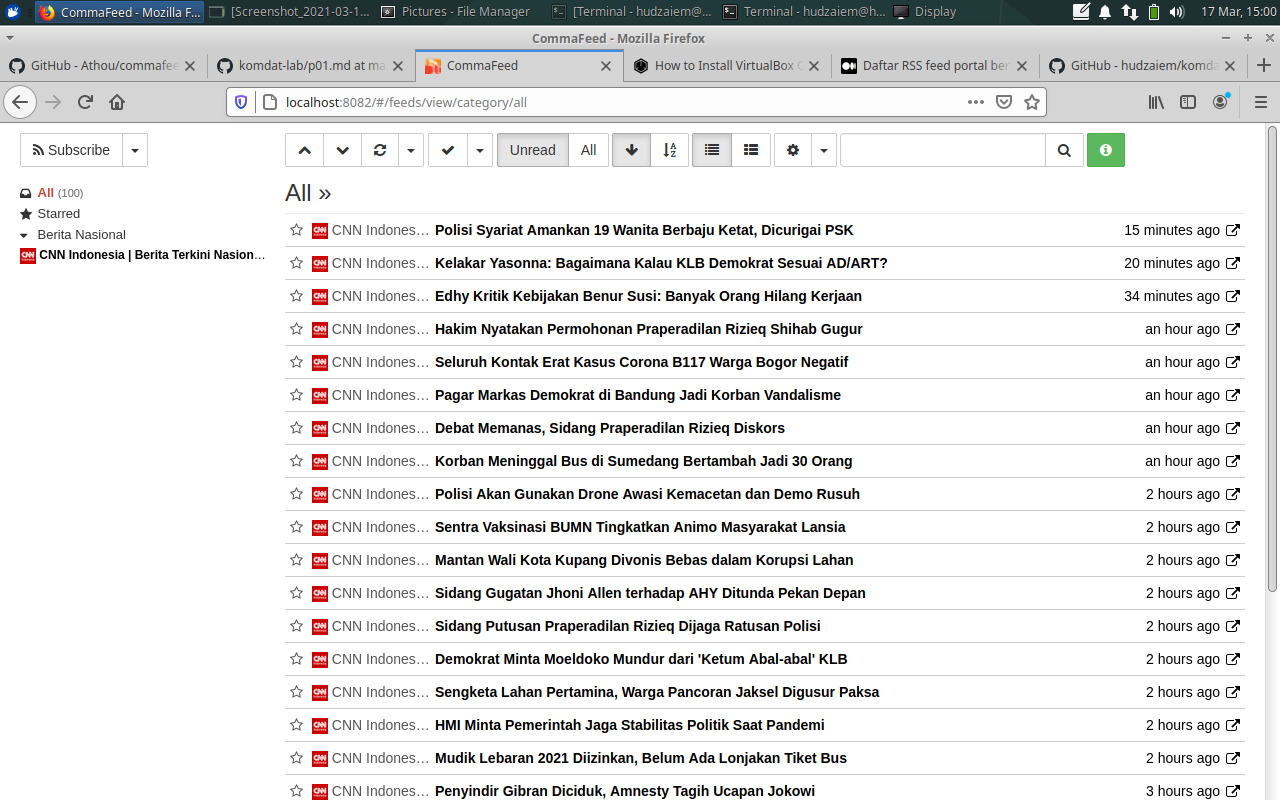 CommaFeed - Mozilla F... [Screenshot_2021-03-1... Pictures - File Manager [Terminal - hudzaiem@... Terminal - hudzaiem@h... Display 17 Mar, 15:00
CommaFeed - Mozilla Firefox
GitHub - Athou/commafee komdat-lab/p01.md at ma CommaFeed How to Install VirtualBox Daftar RSS feed portal ber GitHub - hudzaiem/komda
localhost:8082/#/feeds/view/category/all
Subscribe Unread All
All (100)
Starred
Berita Nasional
CNN Indonesia | Berita Terkini Nasion...
All »
CNN Indones... Polisi Syariat Amankan 19 Wanita Berbaju Ketat, Dicurigai PSK 15 minutes ago
CNN Indones... Kelakar Yasonna: Bagaimana Kalau KLB Demokrat Sesuai AD/ART? 20 minutes ago
CNN Indones... Edhy Kritik Kebijakan Benur Susi: Banyak Orang Hilang Kerjaan 34 minutes ago
CNN Indones... Hakim Nyatakan Permohonan Praperadilan Rizieq Shihab Gugur an hour ago
CNN Indones... Seluruh Kontak Erat Kasus Corona B117 Warga Bogor Negatif an hour ago
CNN Indones... Pagar Markas Demokrat di Bandung Jadi Korban Vandalisme an hour ago
CNN Indones... Debat Memanas, Sidang Praperadilan Rizieq Diskors an hour ago
CNN Indones... Korban Meninggal Bus di Sumedang Bertambah Jadi 30 Orang an hour ago
CNN Indones... Polisi Akan Gunakan Drone Awasi Kemacetan dan Demo Rusuh 2 hours ago
CNN Indones... Sentra Vaksinasi BUMN Tingkatkan Animo Masyarakat Lansia 2 hours ago
CNN Indones... Mantan Wali Kota Kupang Divonis Bebas dalam Korupsi Lahan 2 hours ago
CNN Indones... Sidang Gugatan Jhoni Allen terhadap AHY Ditunda Pekan Depan 2 hours ago
CNN Indones... Sidang Putusan Praperadilan Rizieq Dijaga Ratusan Polisi 2 hours ago
CNN Indones... Demokrat Minta Moeldoko Mundur dari 'Ketum Abal-abal' KLB 2 hours ago
CNN Indones... Sengketa Lahan Pertamina, Warga Pancoran Jaksel Digusur Paksa 2 hours ago
CNN Indones... HMI Minta Pemerintah Jaga Stabilitas Politik Saat Pandemi 2 hours ago
CNN Indones... Mudik Lebaran 2021 Diizinkan, Belum Ada Lonjakan Tiket Bus 2 hours ago
CNN Indones... Penyindir Gibran Diciduk, Amnesty Tagih Ucapan Jokowi 3 hours ago